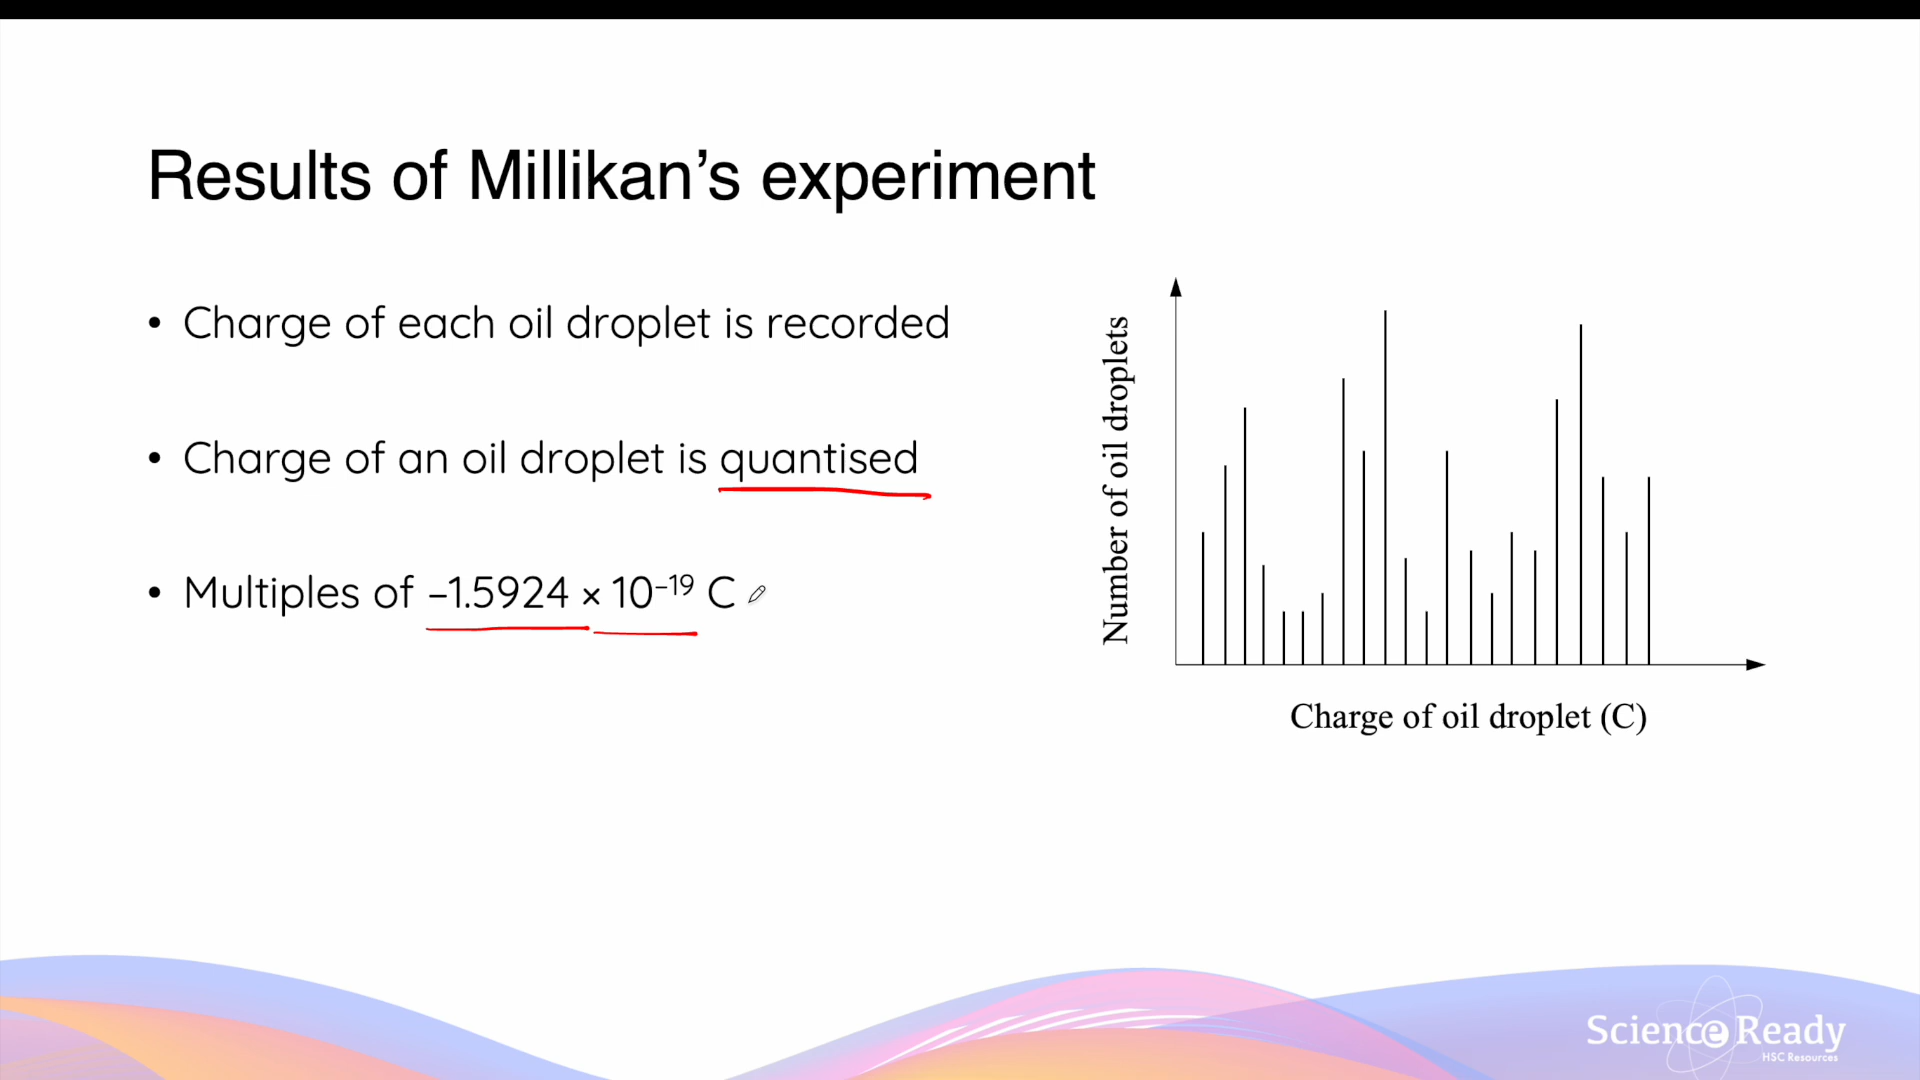 Results of Millikan’s experiment
• Charge of each oil droplet is recorded
• Charge of an oil droplet is quantised
• Multiples of –1.5924 × 10⁻¹⁹ C
Number of oil droplets
Charge of oil droplet (C)
Science Ready
HSC Resources